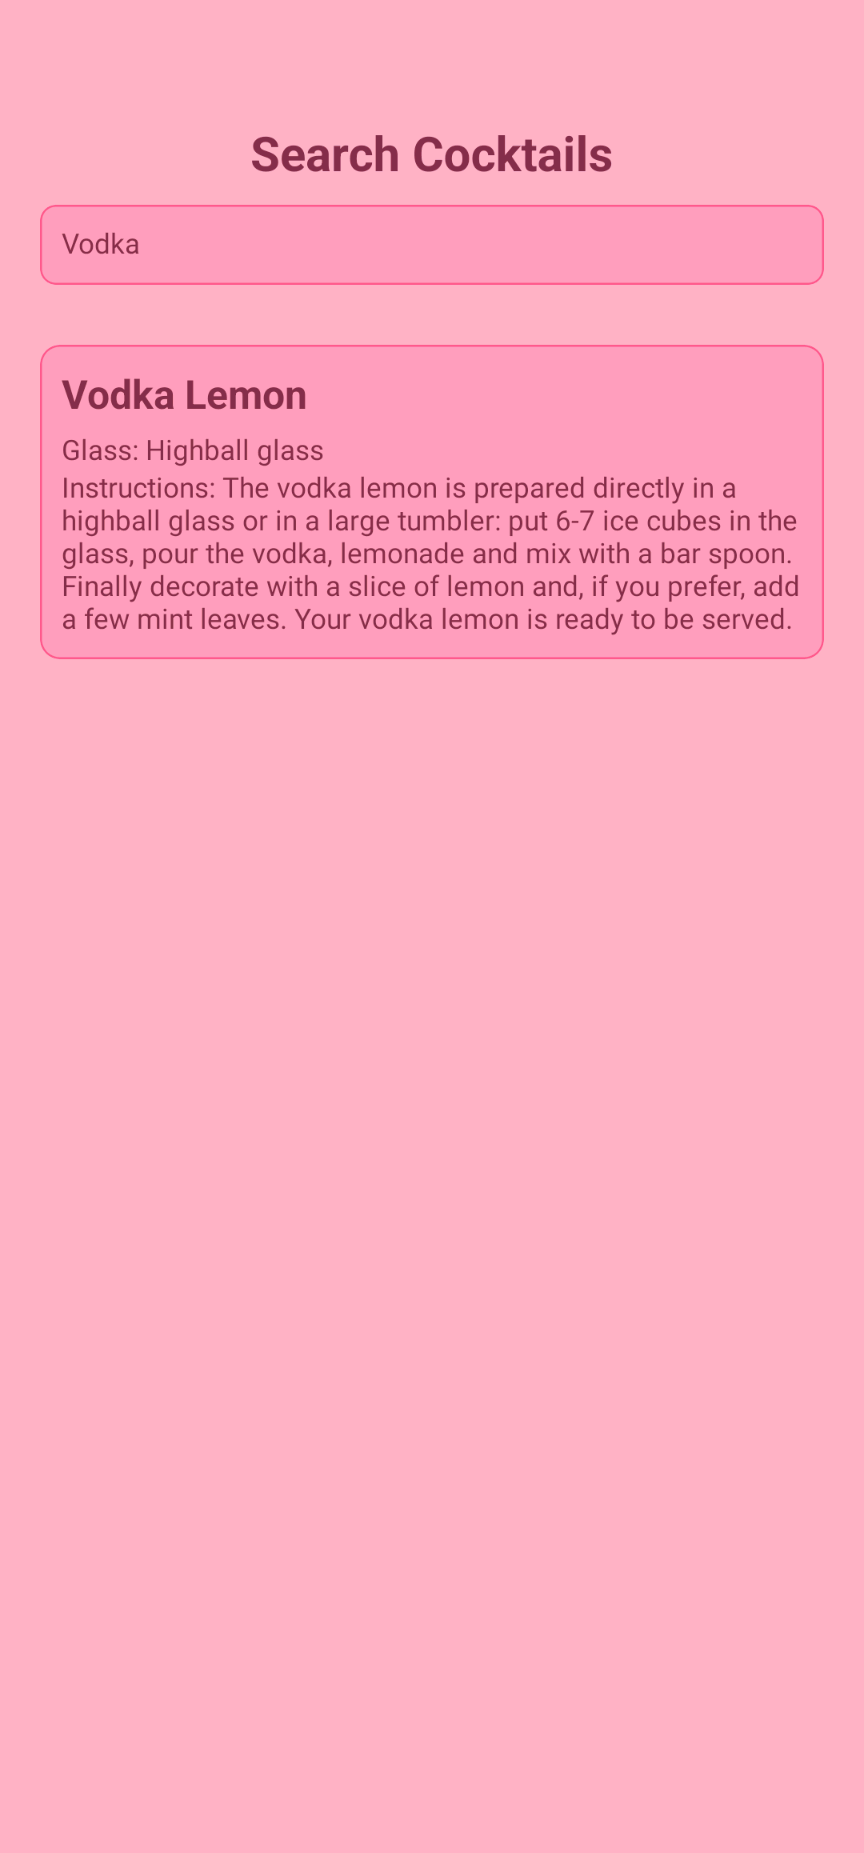 Search Cocktails
Vodka
Vodka Lemon
Glass: Highball glass
Instructions: The vodka lemon is prepared directly in a
highball glass or in a large tumbler: put 6-7 ice cubes in the
glass, pour the vodka, lemonade and mix with a bar spoon.
Finally decorate with a slice of lemon and, if you prefer, add
a few mint leaves. Your vodka lemon is ready to be served.